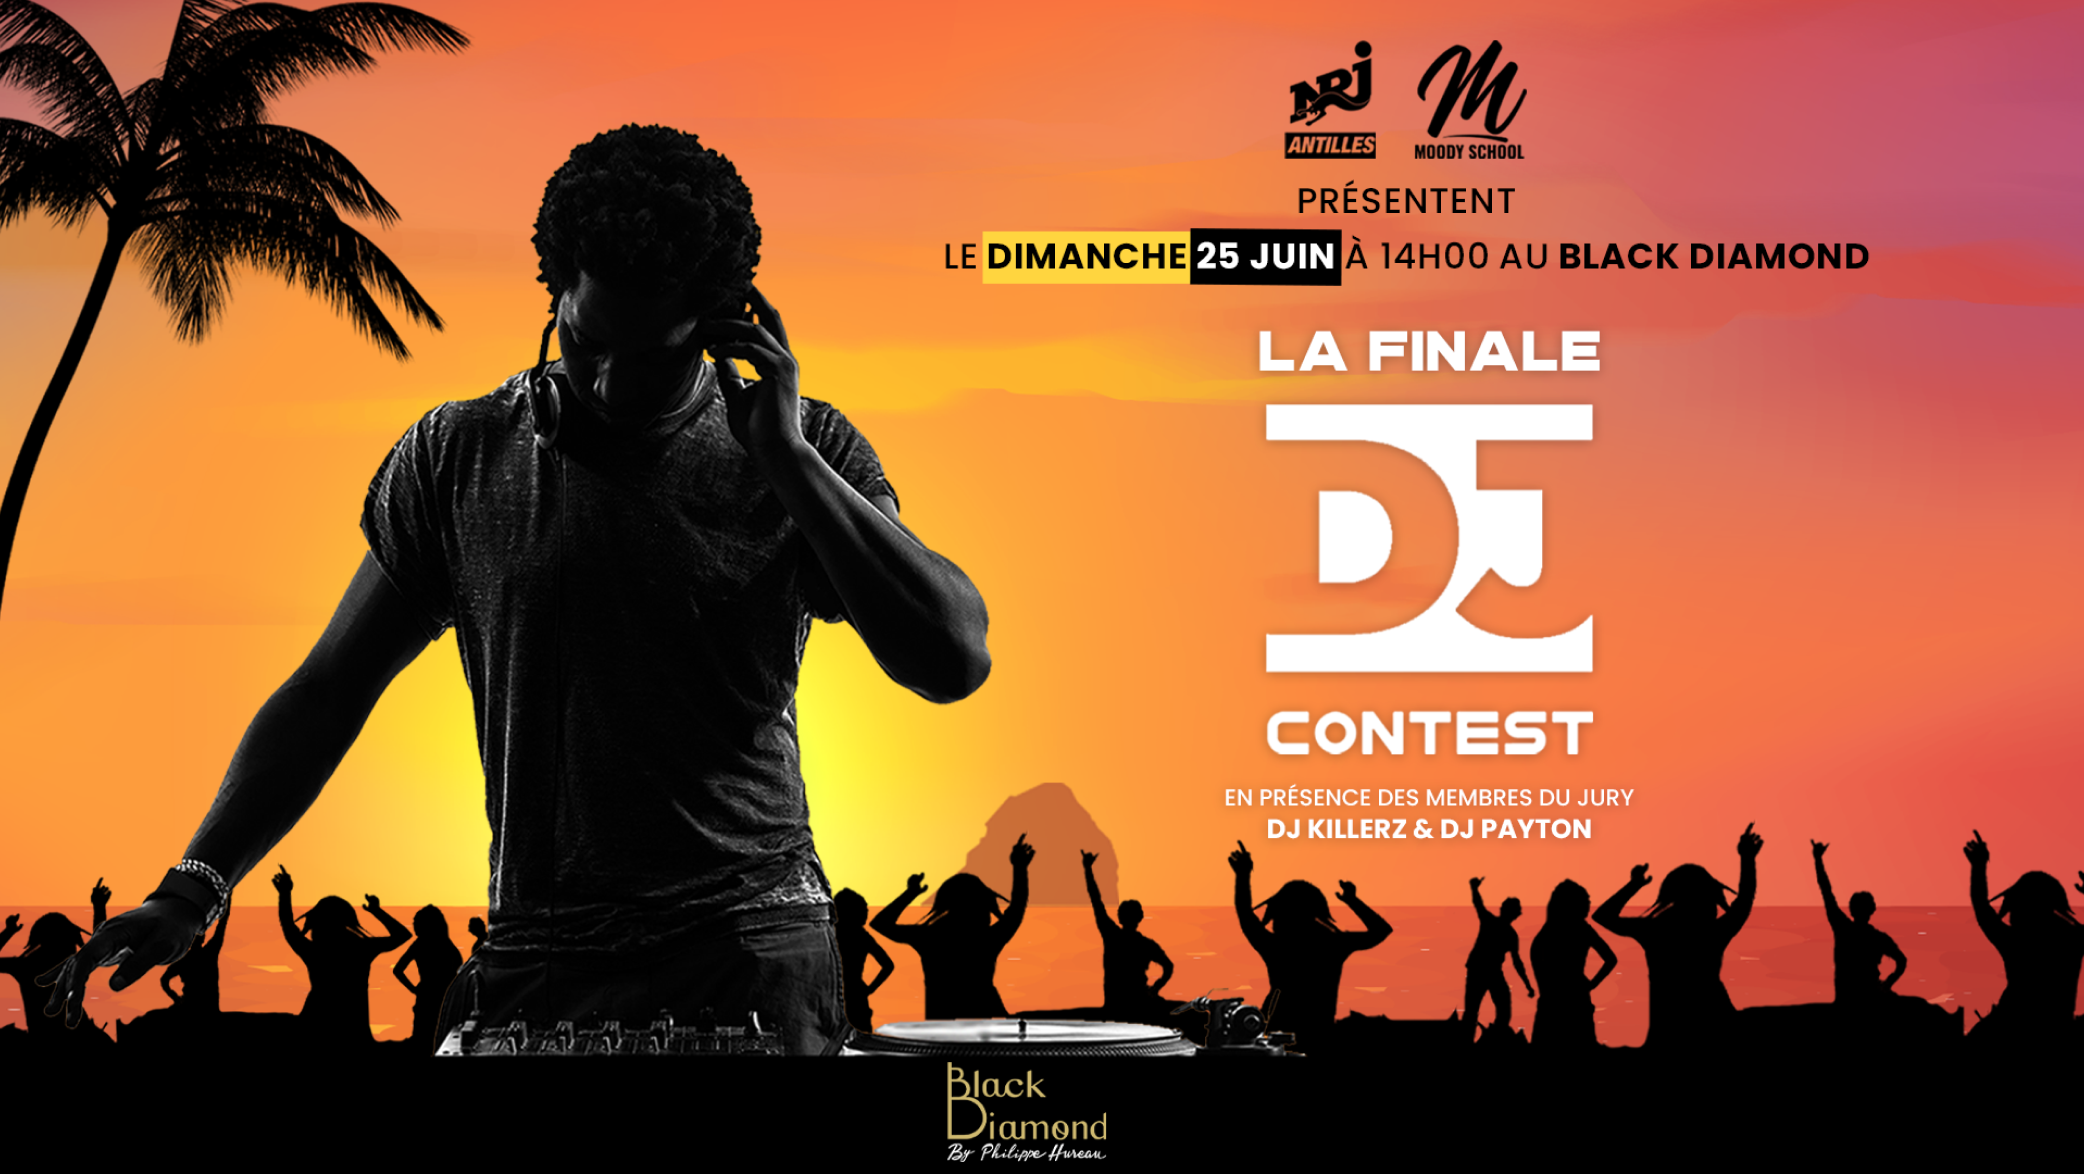 NRJ
ANTILLES
M
MOODY SCHOOL
PRÉSENTENT
LE DIMANCHE 25 JUIN À 14H00 AU BLACK DIAMOND
LA FINALE
DJ
CONTEST
EN PRÉSENCE DES MEMBRES DU JURY
DJ KILLERZ & DJ PAYTON
Black
Diamond
By Philippe Hureau